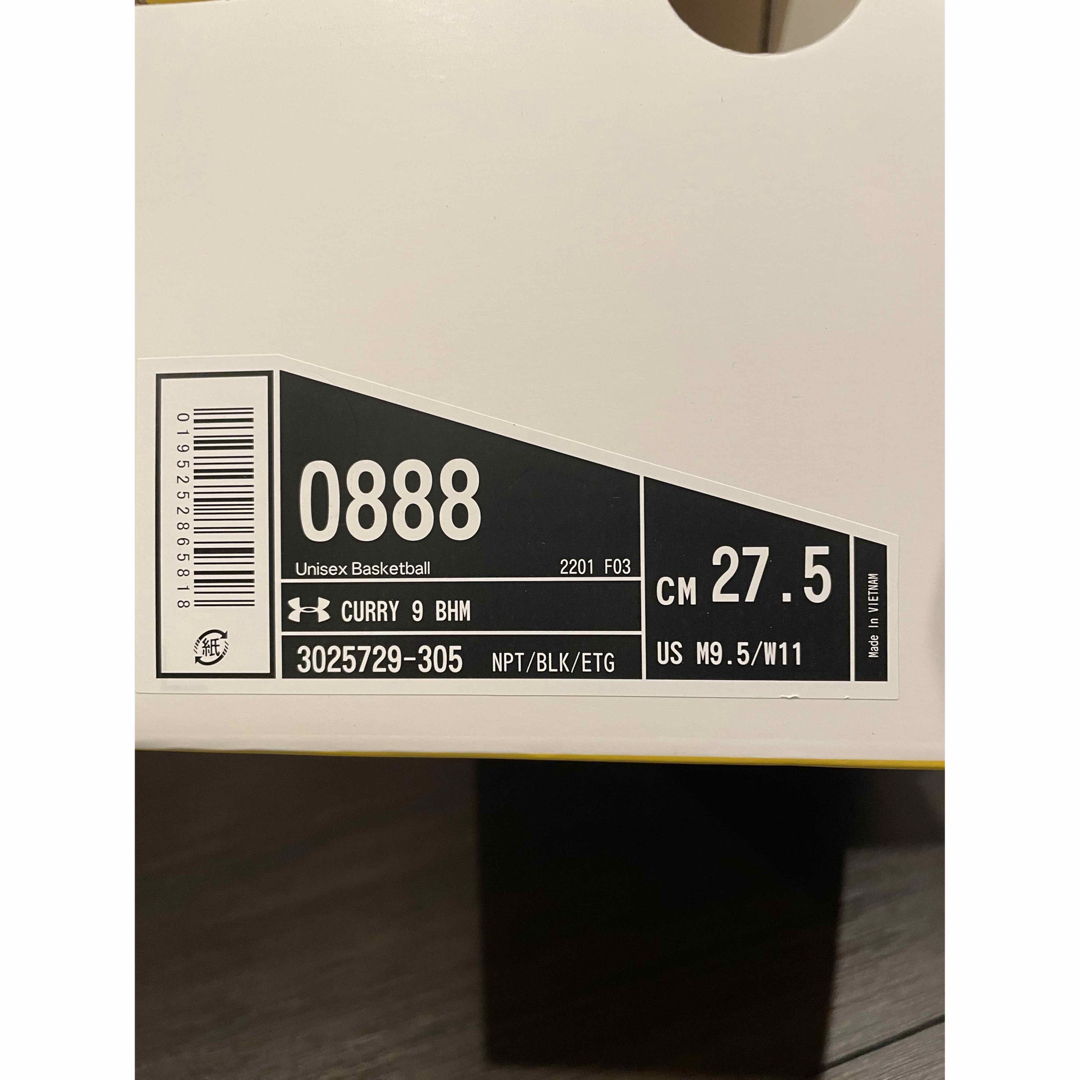 0195252865818
紙
0888
Unisex Basketball 2201 F03
CURRY 9 BHM
3025729-305 NPT/BLK/ETG
CM 27.5
US M9.5/W11
Made In VIETNAM